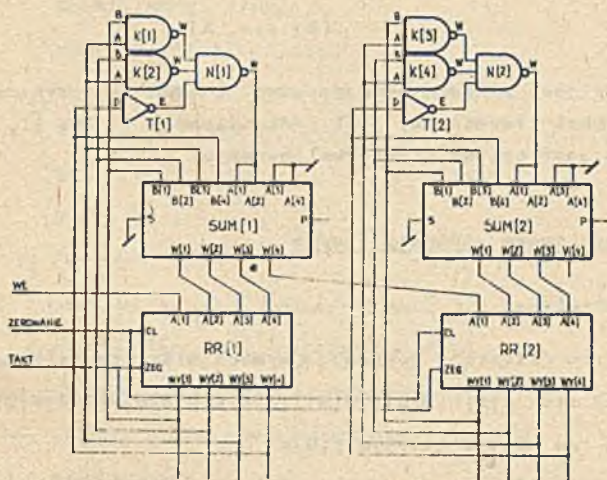 B K[1] W
A
B K[2] W N[1] W
A
D T[1] E
B[1] B[2] B[3] B[4] A[1] A[2] A[3] A[4]
S SUM[1] P
W[1] W[2] W[3] W[4]
WE
ZEROWANIE
TAKT
A[1] A[2] A[3] A[4]
CL RR[1]
ZEG
WY[1] WY[2] WY[3] WY[4]
B K[3] W
A
B K[4] W N[2] W
A
D T[2] E
B[1] B[2] B[3] B[4] A[1] A[2] A[3] A[4]
S SUM[2] P
W[1] W[2] W[3] W[4]
A[1] A[2] A[3] A[4]
CL RR[2]
ZEG
WY[1] WY[2] WY[3] WY[4]